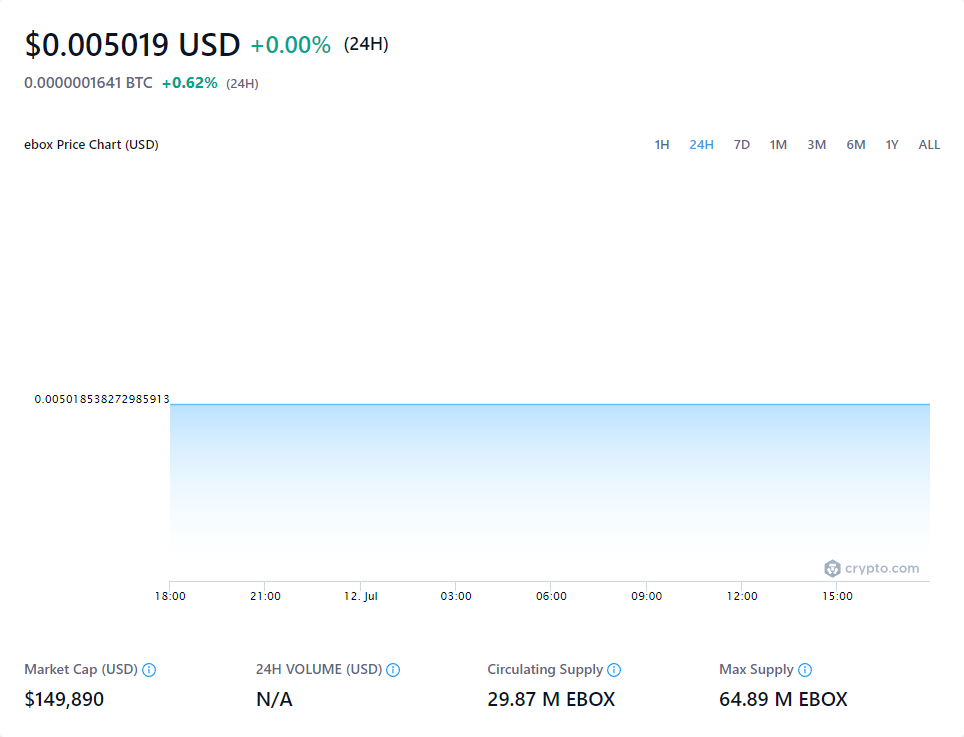 $0.005019 USD +0.00% (24H)
0.0000001641 BTC +0.62% (24H)
ebox Price Chart (USD) 1H 24H 7D 1M 3M 6M 1Y ALL
0.005018538272985913
crypto.com
18:00 21:00 12. Jul 03:00 06:00 09:00 12:00 15:00
Market Cap (USD) 24H VOLUME (USD) Circulating Supply Max Supply
$149,890 N/A 29.87 M EBOX 64.89 M EBOX